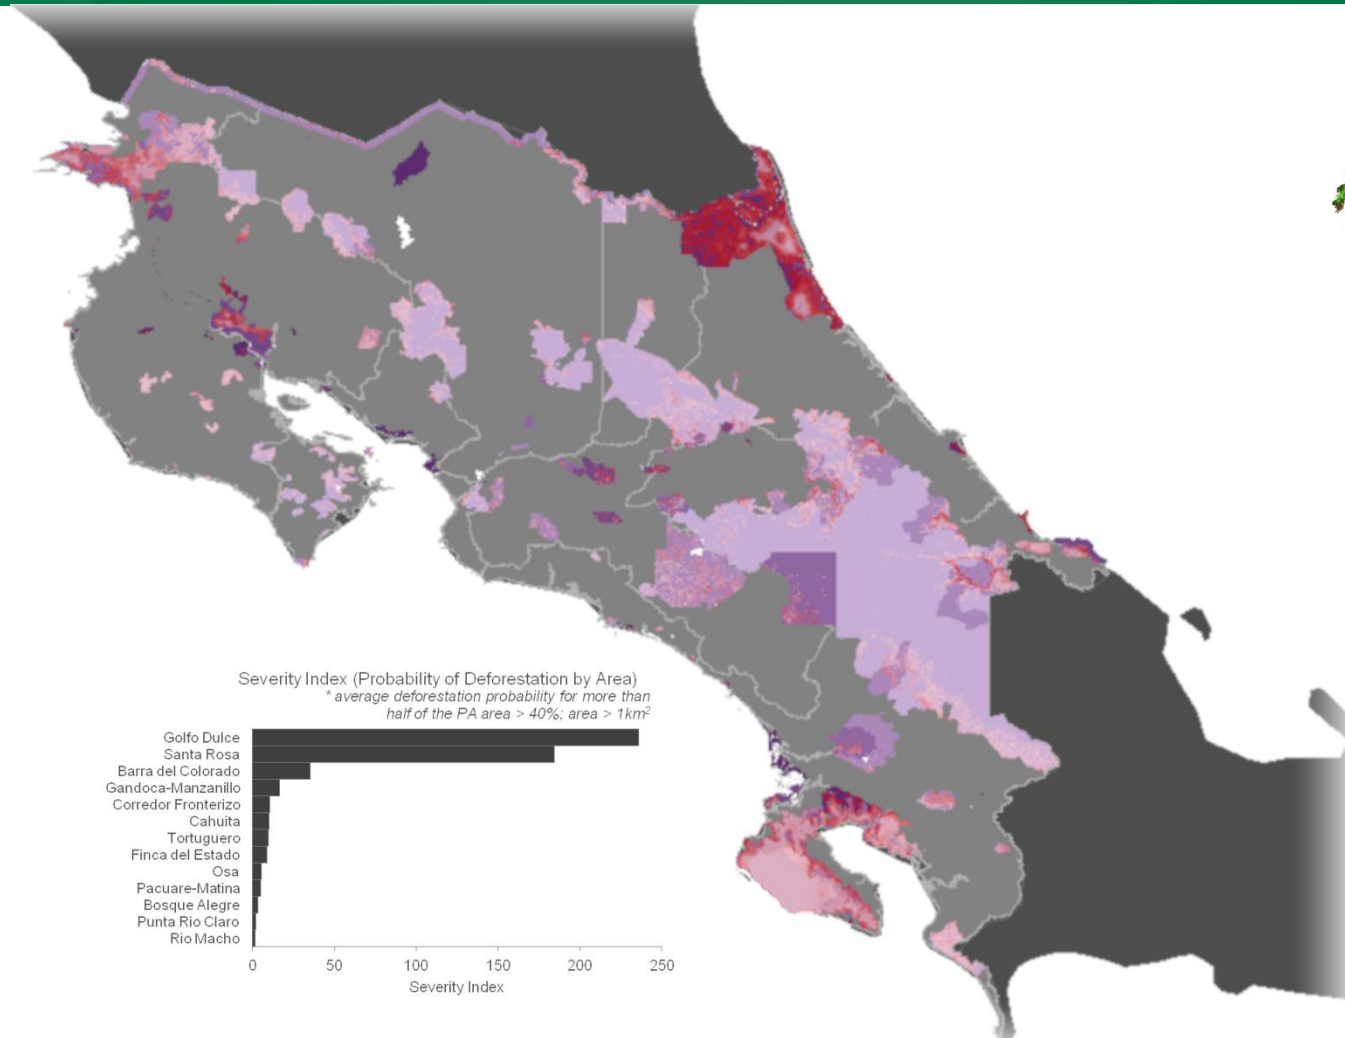 Severity Index (Probability of Deforestation by Area)
* average deforestation probability for more than
half of the PA area > 40%; area > 1km²
Golfo Dulce
Santa Rosa
Barra del Colorado
Gandoca-Manzanillo
Corredor Fronterizo
Cahuita
Tortuguero
Finca del Estado
Osa
Pacuare-Matina
Bosque Alegre
Punta Rio Claro
Rio Macho
0 50 100 150 200 250
Severity Index